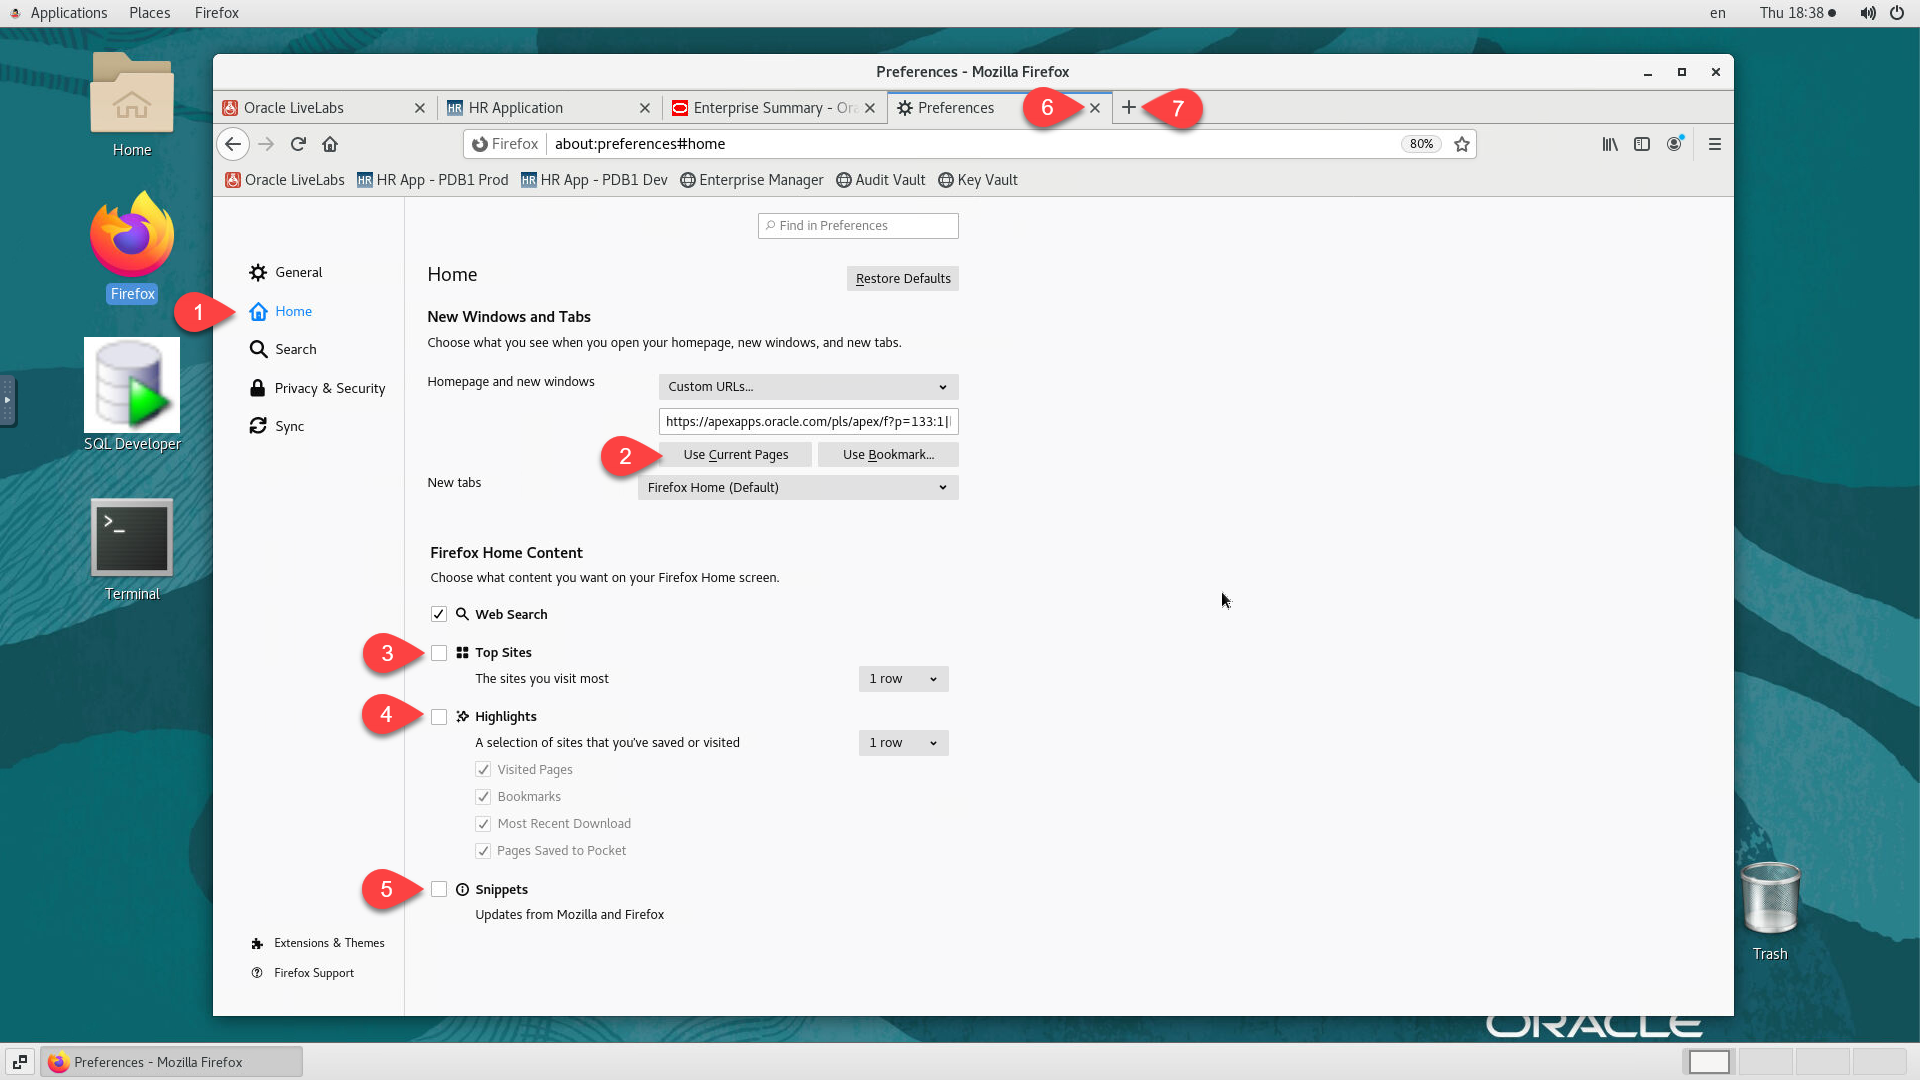 Applications Places Firefox en Thu 18:38
Preferences - Mozilla Firefox
Oracle LiveLabs HR HR Application Enterprise Summary - Ora Preferences 6 7
Firefox about:preferences#home 80%
Oracle LiveLabs HR HR App - PDB1 Prod HR HR App - PDB1 Dev Enterprise Manager Audit Vault Key Vault
Home
Firefox
SQL Developer
>_
Terminal
Find in Preferences
1
General
Home
Search
Privacy & Security
Sync
Home
Restore Defaults
New Windows and Tabs
Choose what you see when you open your homepage, new windows, and new tabs.
Homepage and new windows Custom URLs...
https://apexapps.oracle.com/pls/apex/f?p=133:1|
2 Use Current Pages Use Bookmark...
New tabs Firefox Home (Default)
Firefox Home Content
Choose what content you want on your Firefox Home screen.
Web Search
3 Top Sites
The sites you visit most 1 row
4 Highlights
A selection of sites that you've saved or visited 1 row
Visited Pages
Bookmarks
Most Recent Download
Pages Saved to Pocket
5 Snippets
Updates from Mozilla and Firefox
Extensions & Themes
Firefox Support
Trash
ORACLE
Preferences - Mozilla Firefox